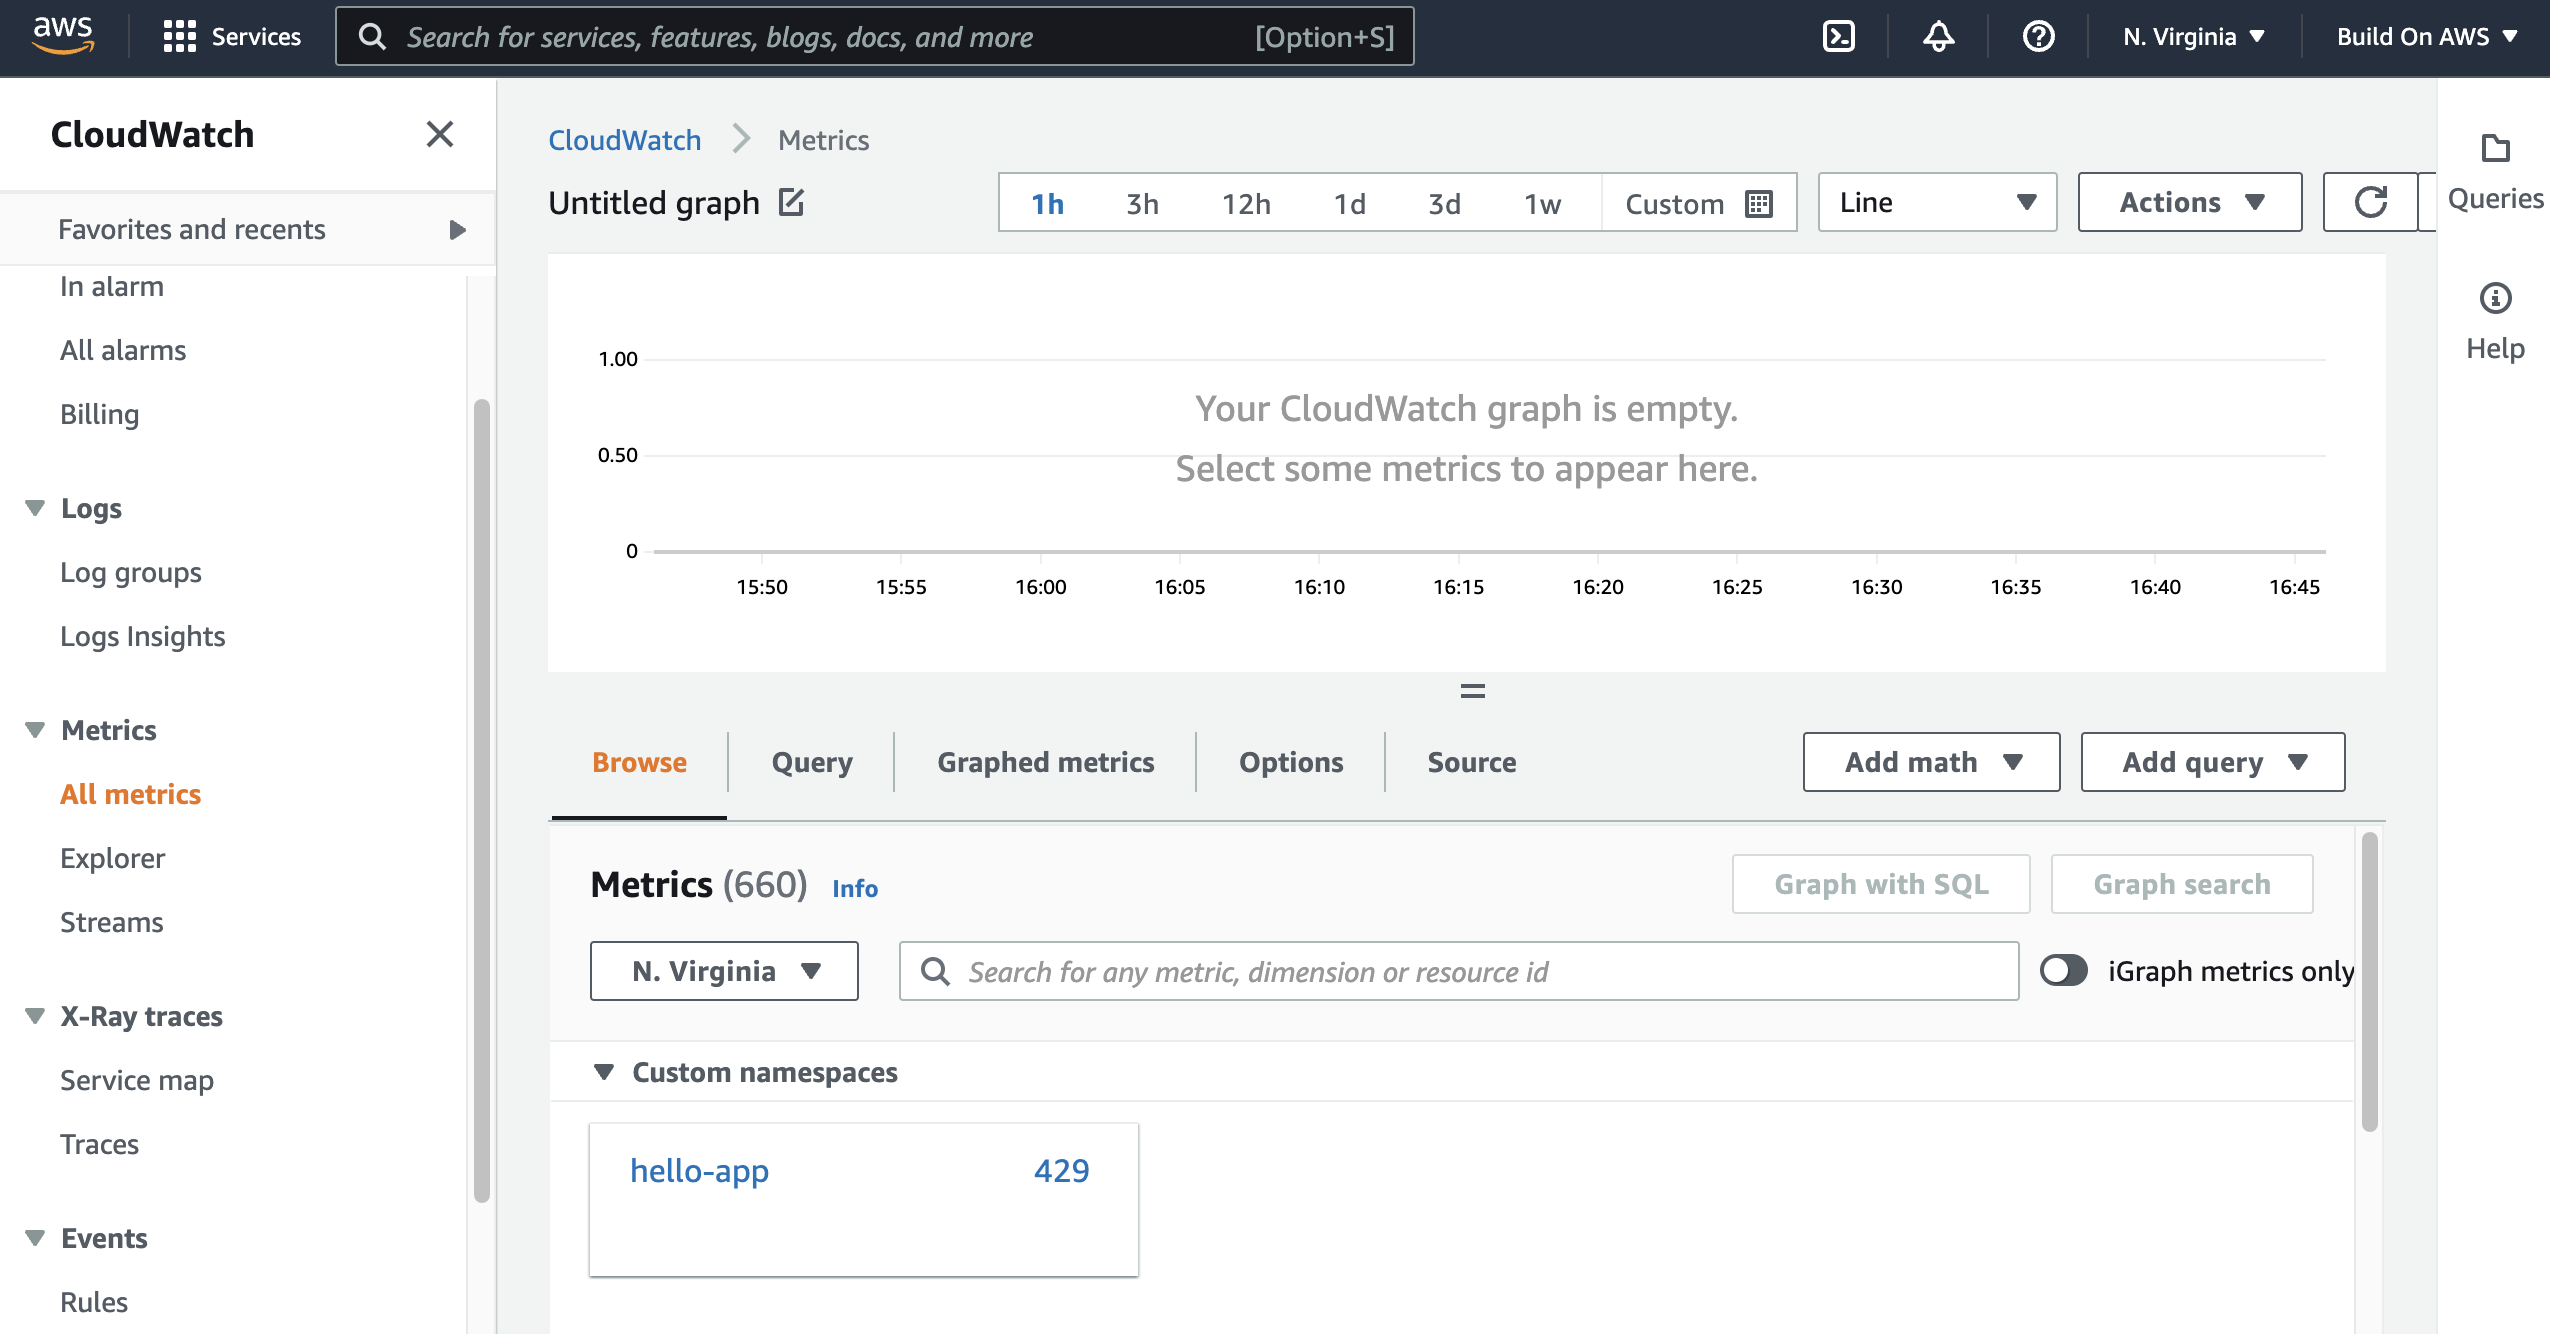 aws
Services
Search for services, features, blogs, docs, and more [Option+S]
N. Virginia
Build On AWS
CloudWatch
Favorites and recents
In alarm
All alarms
Billing
Logs
Log groups
Logs Insights
Metrics
All metrics
Explorer
Streams
X-Ray traces
Service map
Traces
Events
Rules
CloudWatch
Metrics
Untitled graph
1h 3h 12h 1d 3d 1w Custom
Line
Actions
1.00
0.50
0
Your CloudWatch graph is empty.
Select some metrics to appear here.
15:50 15:55 16:00 16:05 16:10 16:15 16:20 16:25 16:30 16:35 16:40 16:45
Browse
Query
Graphed metrics
Options
Source
Add math
Add query
Metrics (660) Info
Graph with SQL
Graph search
N. Virginia
Search for any metric, dimension or resource id
iGraph metrics only
Custom namespaces
hello-app 429
Queries
Help